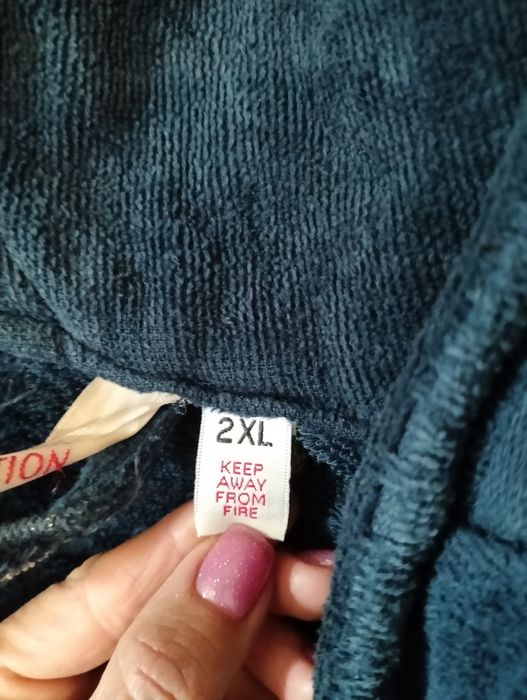 2XL
KEEP
AWAY
FROM
FIRE
TION